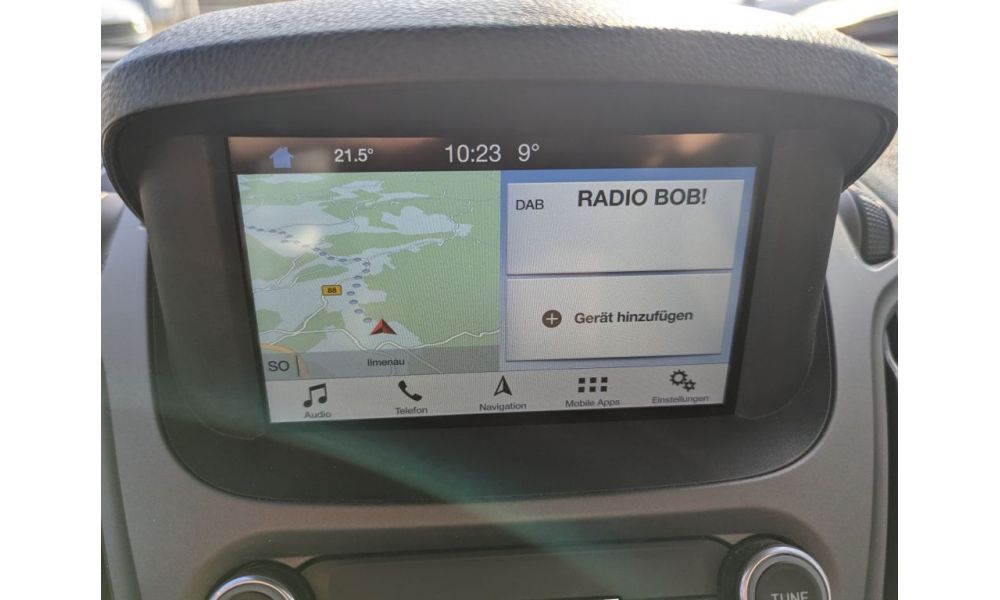 21.5° 10:23 9°
DAB RADIO BOB!
88
Gerät hinzufügen
SO Ilmenau
Audio Telefon Navigation Mobile Apps Einstellungen
TUNE